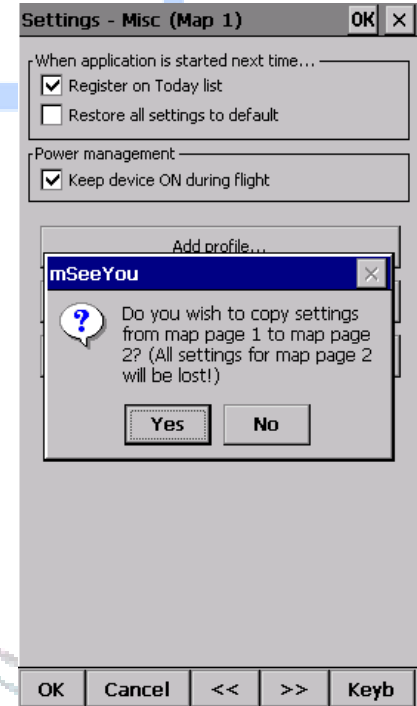 Settings - Misc (Map 1) OK ×
When application is started next time...
Register on Today list
Restore all settings to default
Power management
Keep device ON during flight
Add profile...
mSeeYou ×
Do you wish to copy settings
from map page 1 to map page
2? (All settings for map page 2
will be lost!)
Yes No
OK Cancel << >> Keyb